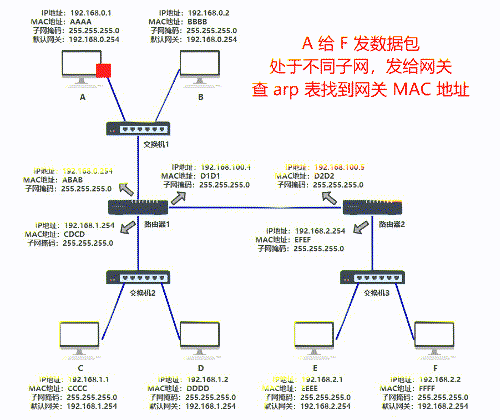 IP地址: 192.168.0.1
MAC地址: AAAA
子网掩码: 255.255.255.0
默认网关: 192.168.0.254
IP地址: 192.168.0.2
MAC地址: BBBB
子网掩码: 255.255.255.0
默认网关: 192.168.0.254
A 给 F 发数据包
处于不同子网，发给网关
查 arp 表找到网关 MAC 地址
A
B
交换机1
IP地址: 192.168.0.254
MAC地址: ABAB
子网掩码: 255.255.255.0
IP地址: 192.168.100.4
MAC地址: D1D1
子网掩码: 255.255.255.0
IP地址: 192.168.100.5
MAC地址: D2D2
子网掩码: 255.255.255.0
路由器1
路由器2
IP地址: 192.168.1.254
MAC地址: CDCD
子网掩码: 255.255.255.0
IP地址: 192.168.2.254
MAC地址: EFEF
子网掩码: 255.255.255.0
交换机2
交换机3
C
D
E
F
IP地址: 192.168.1.1
MAC地址: CCCC
子网掩码: 255.255.255.0
默认网关: 192.168.1.254
IP地址: 192.168.1.2
MAC地址: DDDD
子网掩码: 255.255.255.0
默认网关: 192.168.1.254
IP地址: 192.168.2.1
MAC地址: EEEE
子网掩码: 255.255.255.0
默认网关: 192.168.2.254
IP地址: 192.168.2.2
MAC地址: FFFF
子网掩码: 255.255.255.0
默认网关: 192.168.2.254